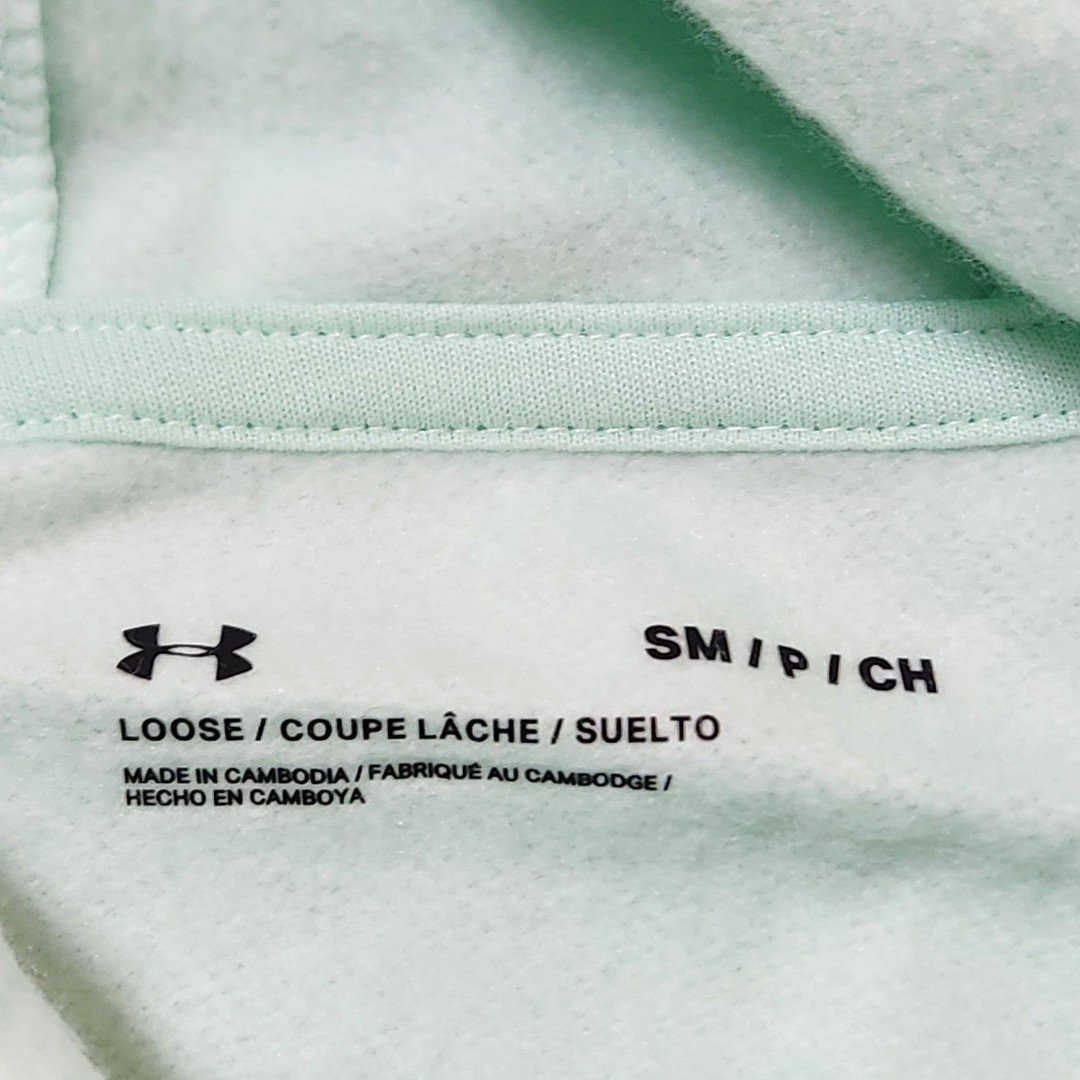 SM / P / CH
LOOSE / COUPE LÂCHE / SUELTO
MADE IN CAMBODIA / FABRIQUÉ AU CAMBODGE /
HECHO EN CAMBOYA